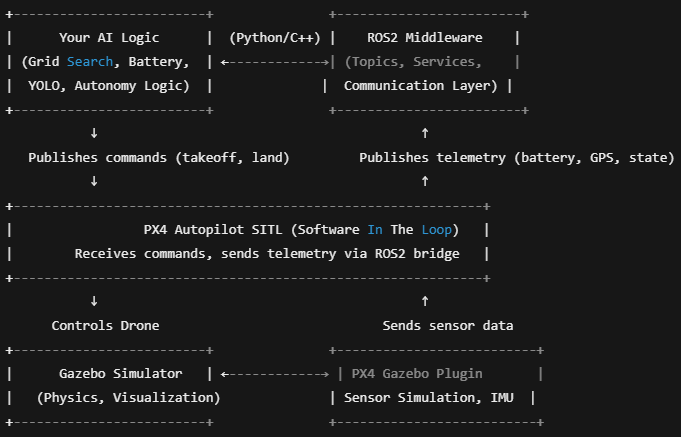 +-------------------------+               +------------------------+
|      Your AI Logic      |  (Python/C++) |    ROS2 Middleware    |
| (Grid Search, Battery,  | ←------------→| (Topics, Services,    |
|  YOLO, Autonomy Logic)  |              |  Communication Layer) |
+-------------------------+               +------------------------+
↓                                         ↑
Publishes commands (takeoff, land)         Publishes telemetry (battery, GPS, state)
↓                                         ↑
+------------------------------------------------------------+
|                PX4 Autopilot SITL (Software In The Loop)   |
|        Receives commands, sends telemetry via ROS2 bridge   |
+------------------------------------------------------------+
↓                                         ↑
Controls Drone                            Sends sensor data
+-------------------------+               +--------------------------+
|      Gazebo Simulator   | ←------------→ | PX4 Gazebo Plugin       |
|   (Physics, Visualization)              | Sensor Simulation, IMU  |
+-------------------------+               +-------------------------+